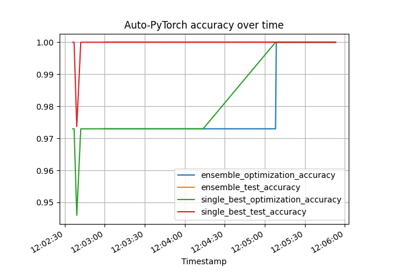 Auto-PyTorch accuracy over time
1.00
0.99
0.98
0.97
0.96
0.95
ensemble_optimization_accuracy
ensemble_test_accuracy
single_best_optimization_accuracy
single_best_test_accuracy
12:02:30
12:03:00
12:03:30
12:04:00
12:04:30
12:05:00
12:05:30
12:06:00
Timestamp